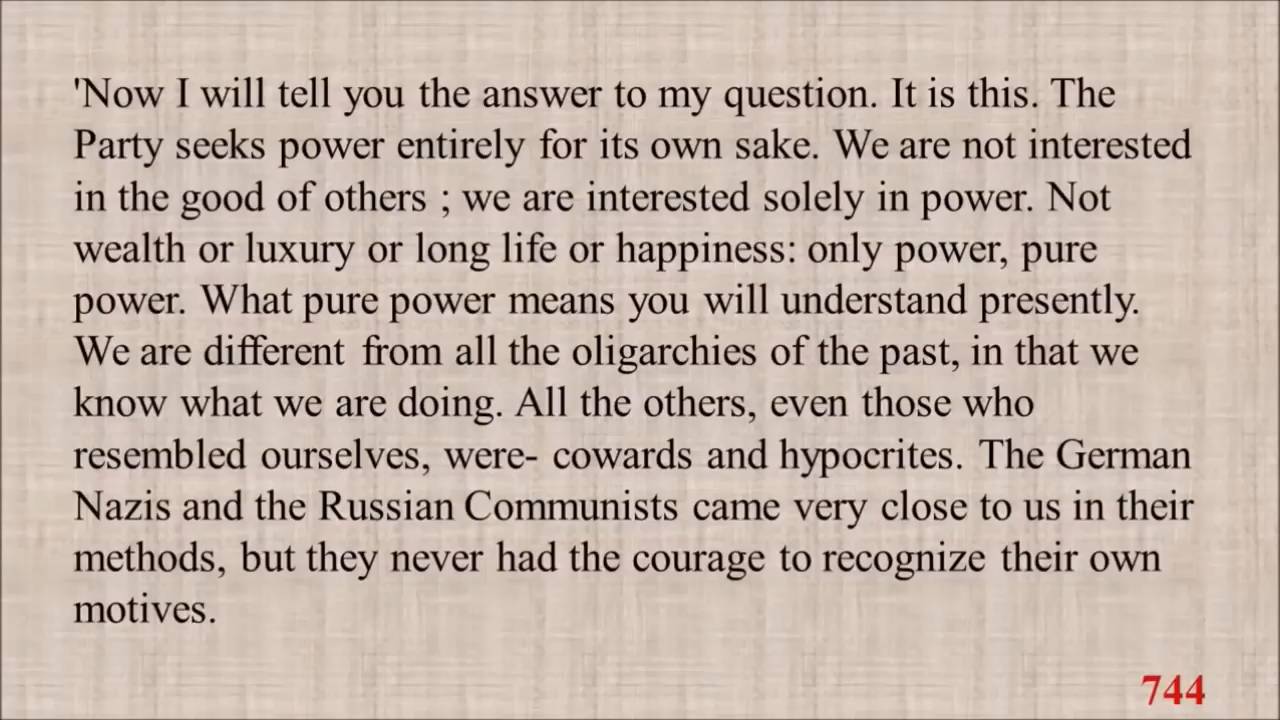 'Now I will tell you the answer to my question. It is this. The
Party seeks power entirely for its own sake. We are not interested
in the good of others ; we are interested solely in power. Not
wealth or luxury or long life or happiness: only power, pure
power. What pure power means you will understand presently.
We are different from all the oligarchies of the past, in that we
know what we are doing. All the others, even those who
resembled ourselves, were- cowards and hypocrites. The German
Nazis and the Russian Communists came very close to us in their
methods, but they never had the courage to recognize their own
motives.
744